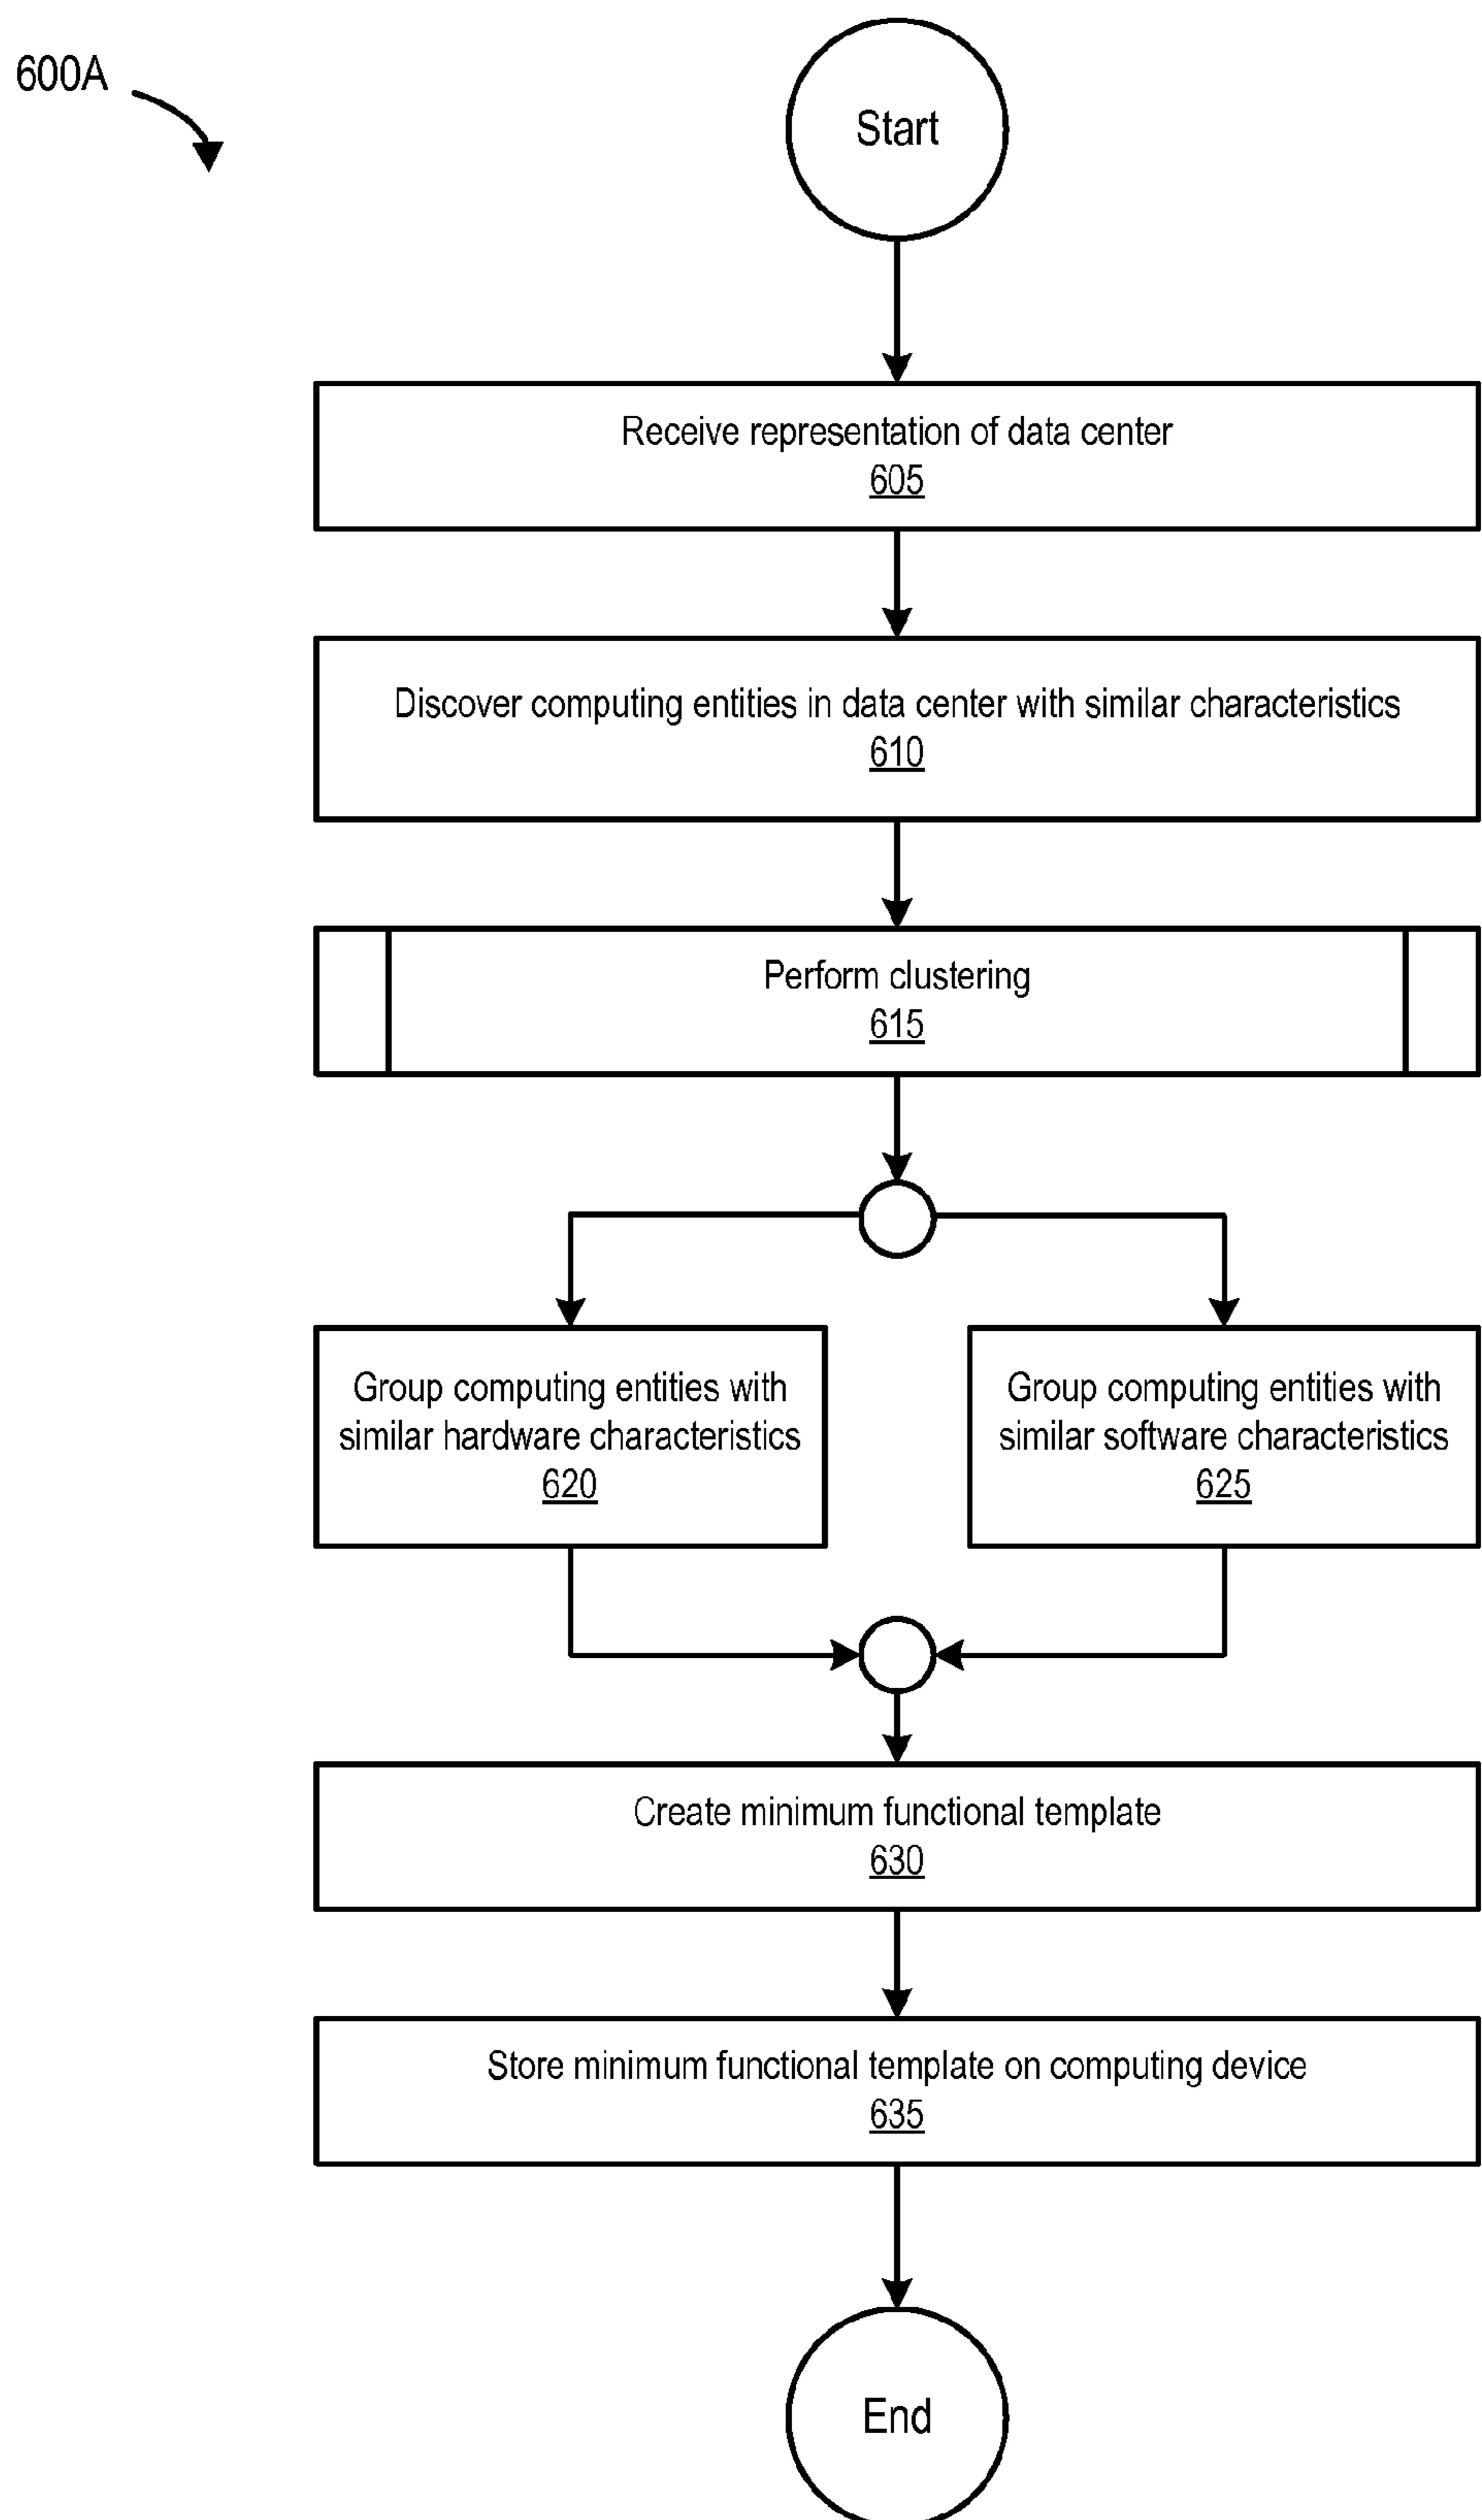 600A
Start
Receive representation of data center
605
Discover computing entities in data center with similar characteristics
610
Perform clustering
615
Group computing entities with
similar hardware characteristics
620
Group computing entities with
similar software characteristics
625
Create minimum functional template
630
Store minimum functional template on computing device
635
End